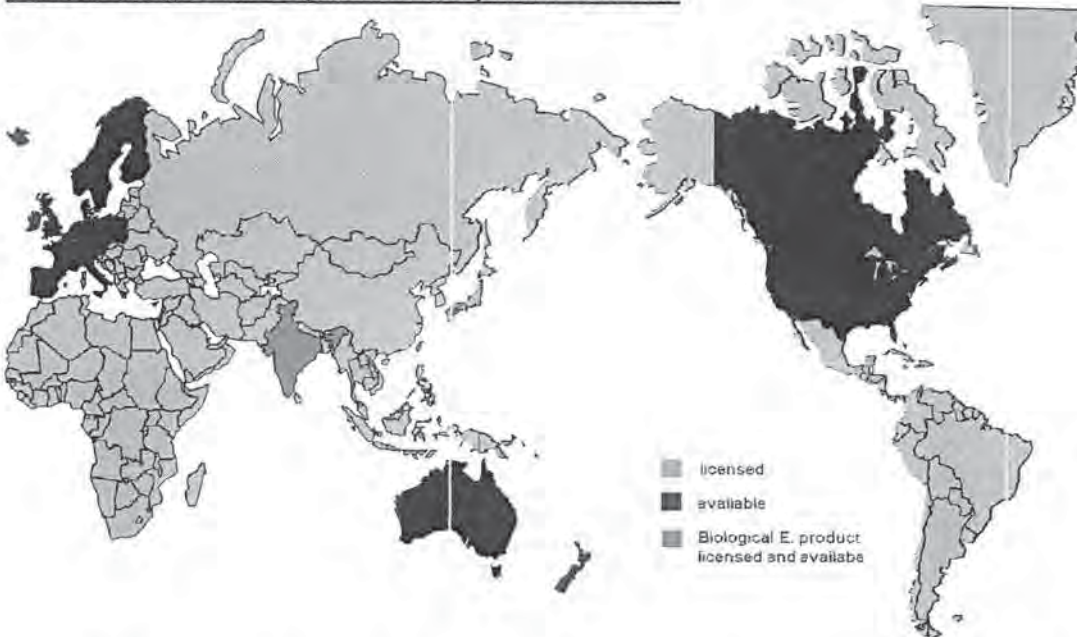 licensed
available
Biological E. product
licensed and availabe